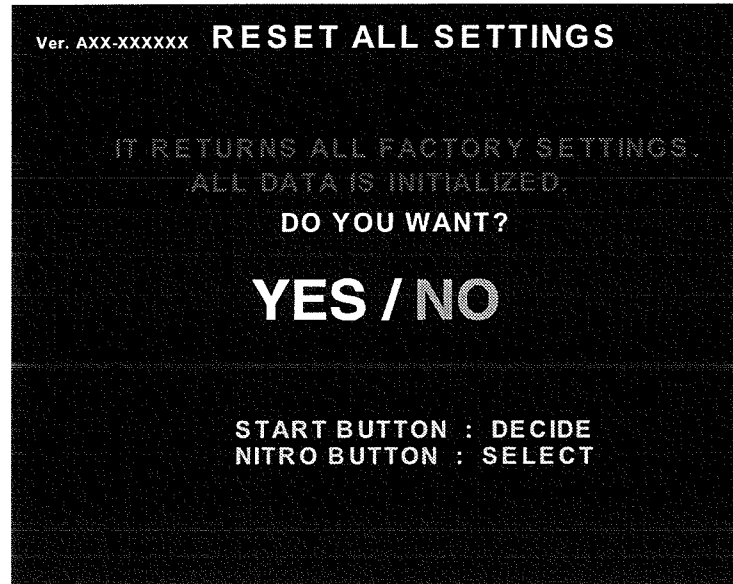 Ver. AXX-XXXXXX RESET ALL SETTINGS
IT RETURNS ALL FACTORY SETTINGS.
ALL DATA IS INITIALIZED.
DO YOU WANT?
YES / NO
START BUTTON : DECIDE
NITRO BUTTON : SELECT